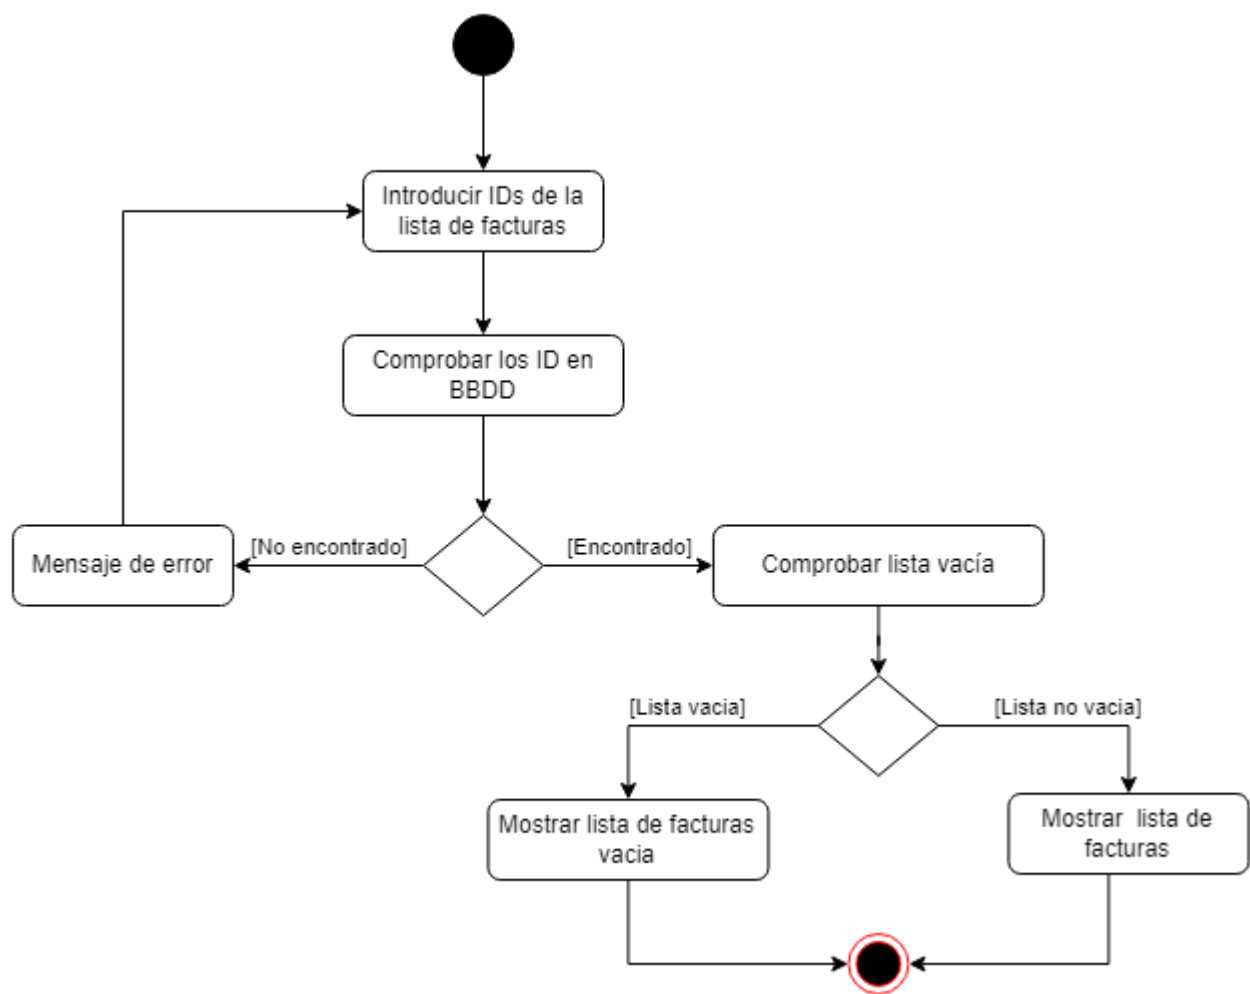 Introducir IDs de la
lista de facturas
Comprobar los ID en
BBDD
[No encontrado]
[Encontrado]
Mensaje de error
Comprobar lista vacía
[Lista vacia]
[Lista no vacia]
Mostrar lista de facturas
vacia
Mostrar lista de
facturas